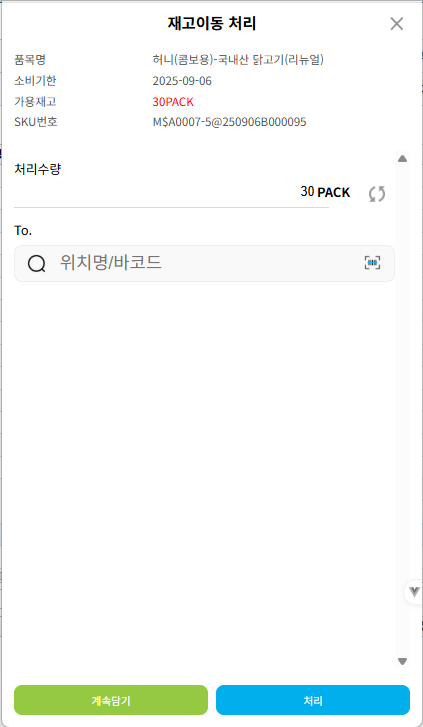 재고이동 처리
품목명 허니(콤보용)-국내산 닭고기(리뉴얼)
소비기한 2025-09-06
가용재고 30PACK
SKU번호 M$A0007-5@250906B000095
처리수량
30 PACK
To.
위치명/바코드
계속담기 처리